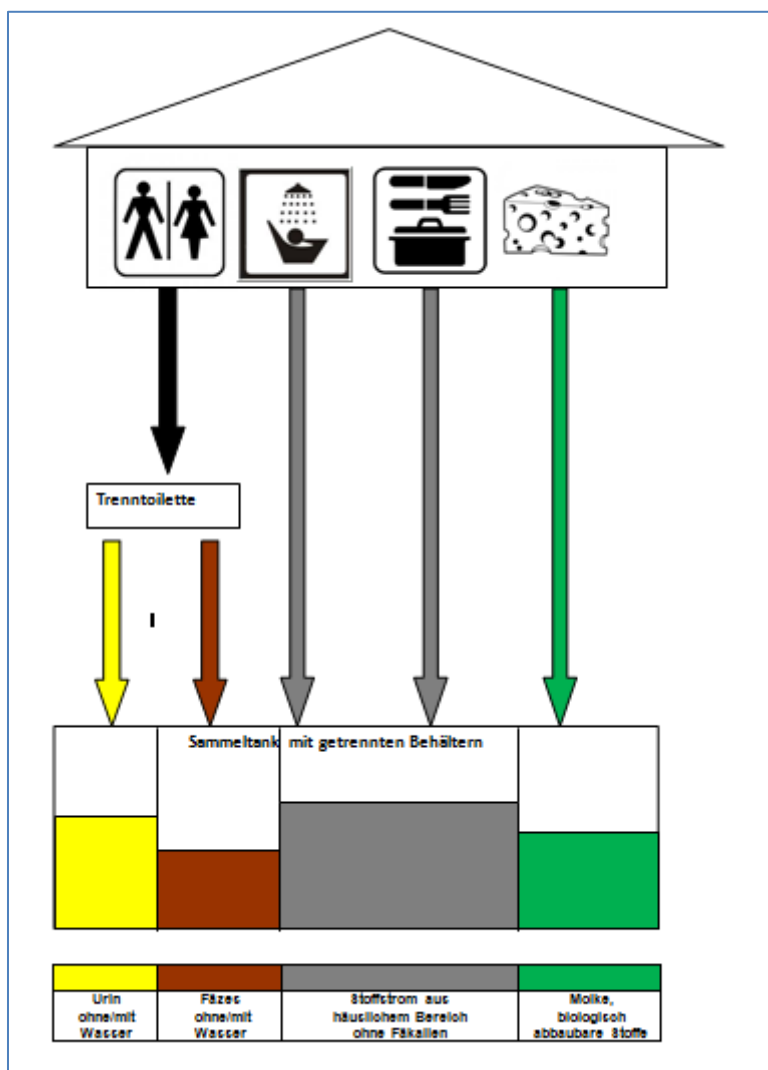 Trenntoilette
Sammeltank mit getrennten Behältern
Urin
ohne/mit
Wasser
Fäzes
ohne/mit
Wasser
Stoffstrom aus
häuslichem Bereich
ohne Fäkalien
Molke,
biologisch
abbaubare Stoffe